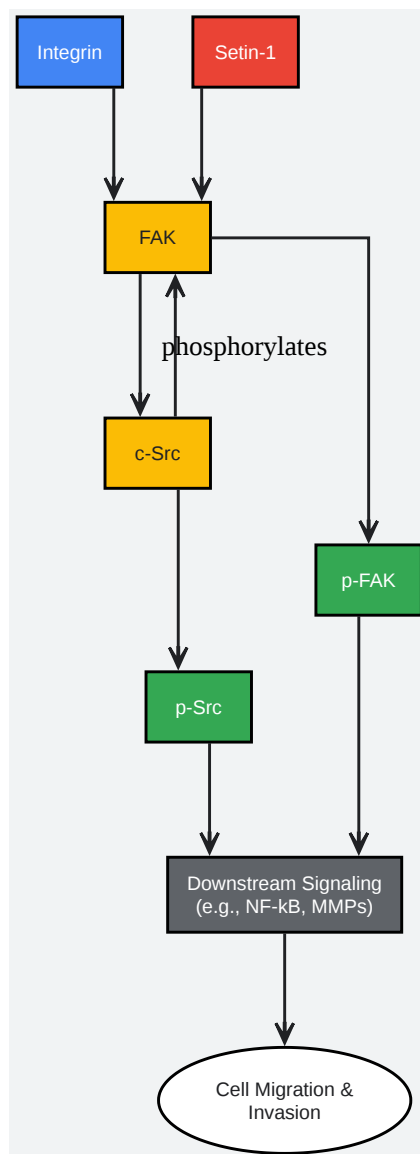 Integrin
Setin-1
FAK
phosphorylates
c-Src
p-FAK
p-Src
Downstream Signaling
(e.g., NF-kB, MMPs)
Cell Migration &
Invasion